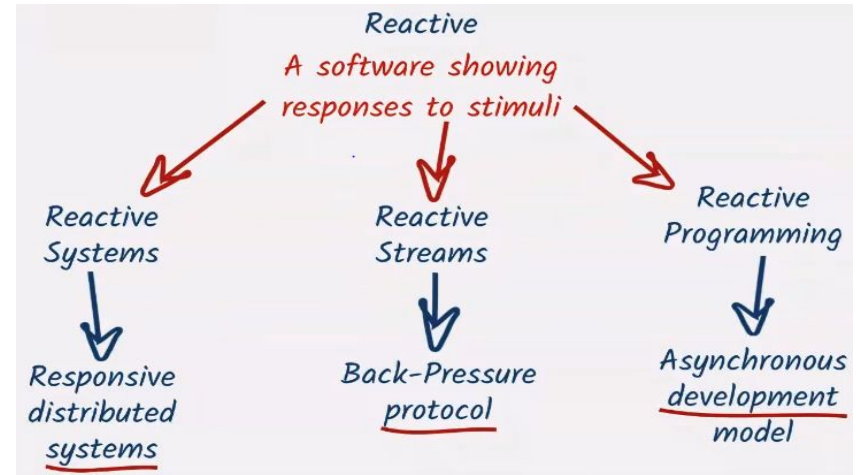 Reactive
A software showing
responses to stimuli
Reactive
Systems
Reactive
Streams
Reactive
Programming
Responsive
distributed
systems
Back-Pressure
protocol
Asynchronous
development
model